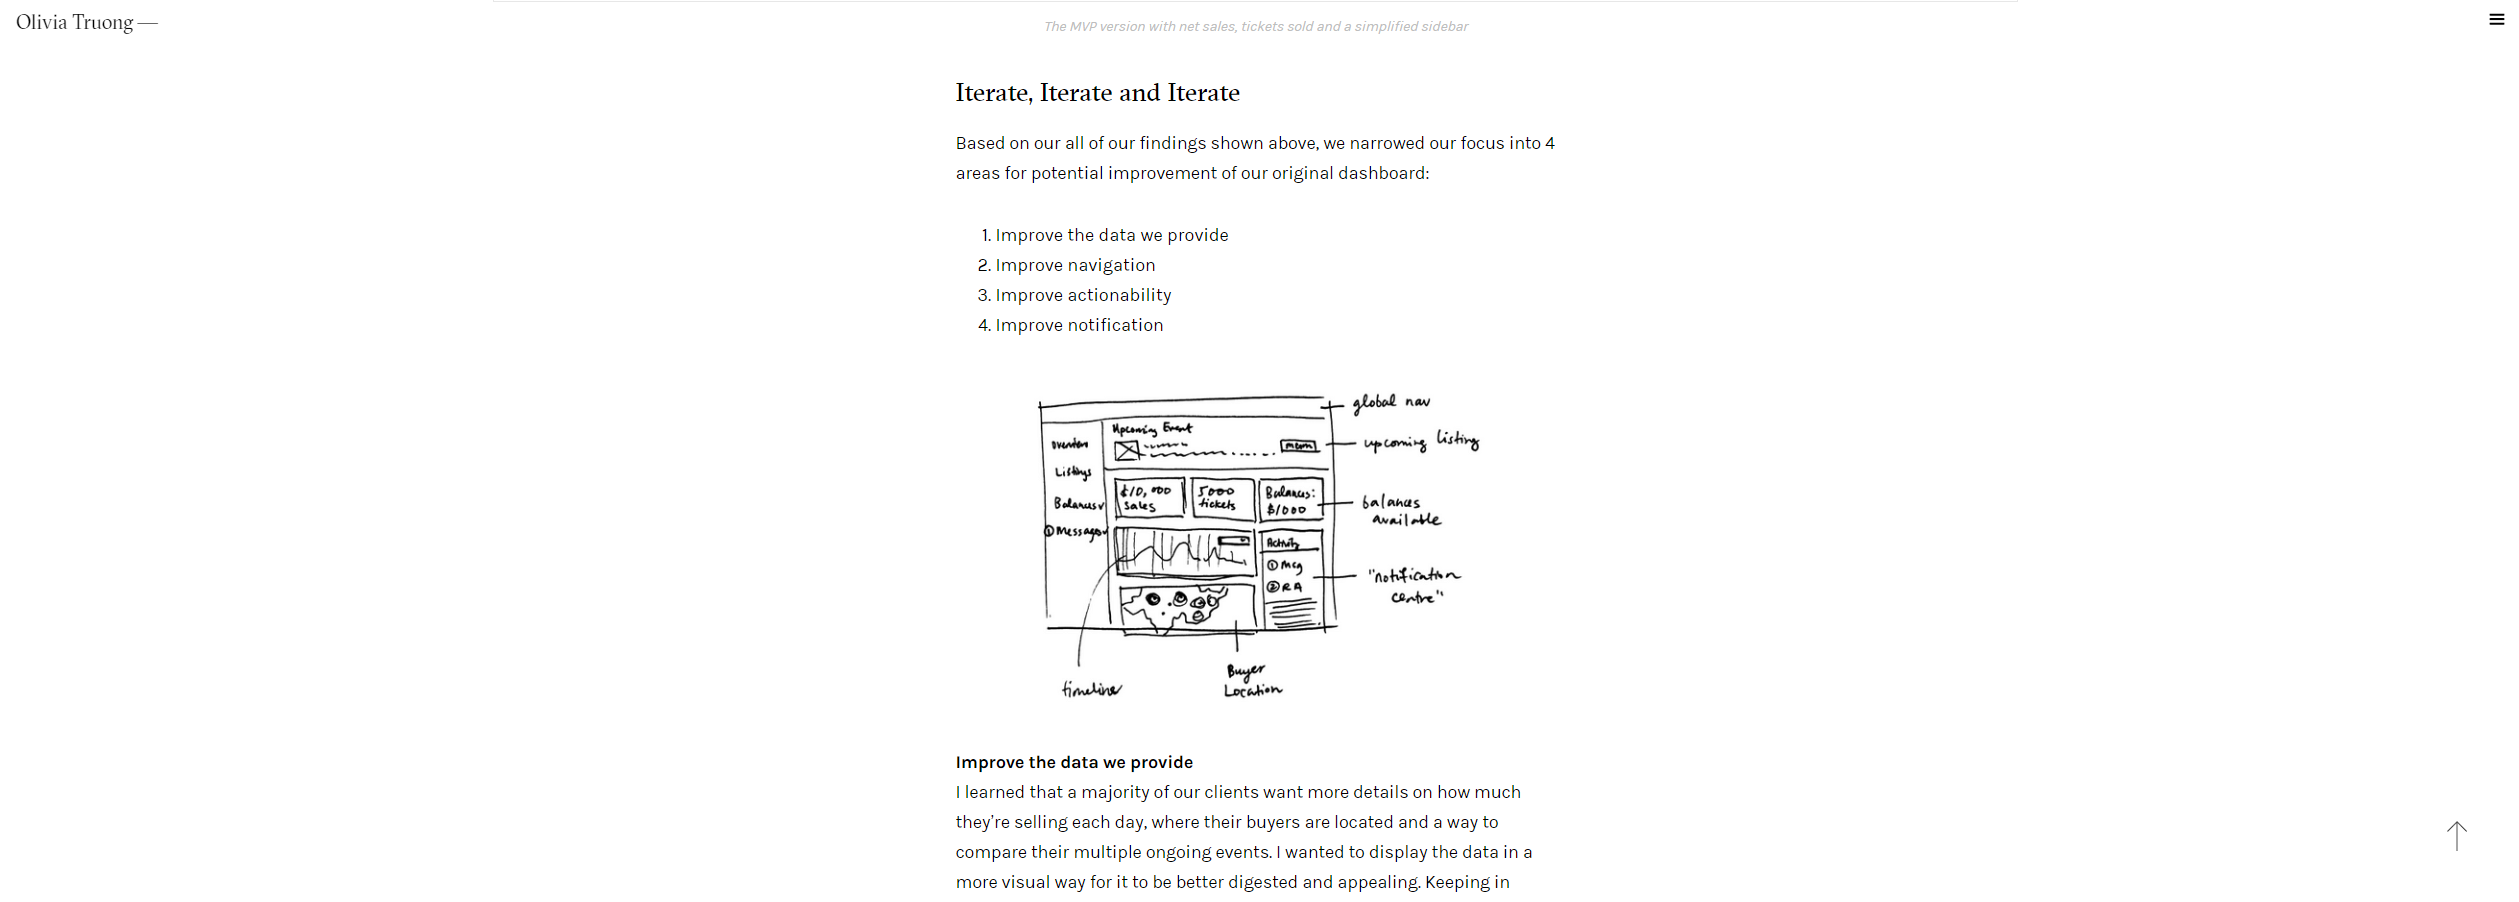 Olivia Truong —
The MVP version with net sales, tickets sold and a simplified sidebar
Iterate, Iterate and Iterate
Based on our all of our findings shown above, we narrowed our focus into 4
areas for potential improvement of our original dashboard:
1. Improve the data we provide
2. Improve navigation
3. Improve actionability
4. Improve notification
global nav
Upcoming Event
upcoming listing
Overview
Listings
$10,000
sales
5000
tickets
Balances:
$1000
balances
available
Balances
① Messages
Activity
① msg
② RA
"notification
centre"
timeline
Buyer
Location
Improve the data we provide
I learned that a majority of our clients want more details on how much
they're selling each day, where their buyers are located and a way to
compare their multiple ongoing events. I wanted to display the data in a
more visual way for it to be better digested and appealing. Keeping in